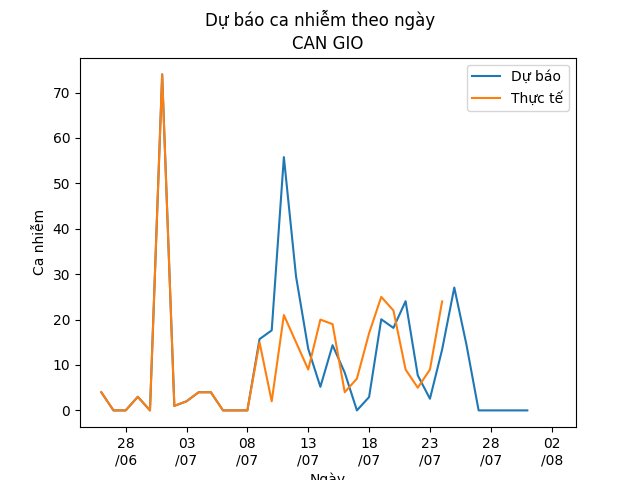 Dự báo ca nhiễm theo ngày
CAN GIO
Dự báo
Thực tế
Ca nhiễm
70
60
50
40
30
20
10
0
28 03 08 13 18 23 28 02
/06 /07 /07 /07 /07 /07 /07 /08
Ngày